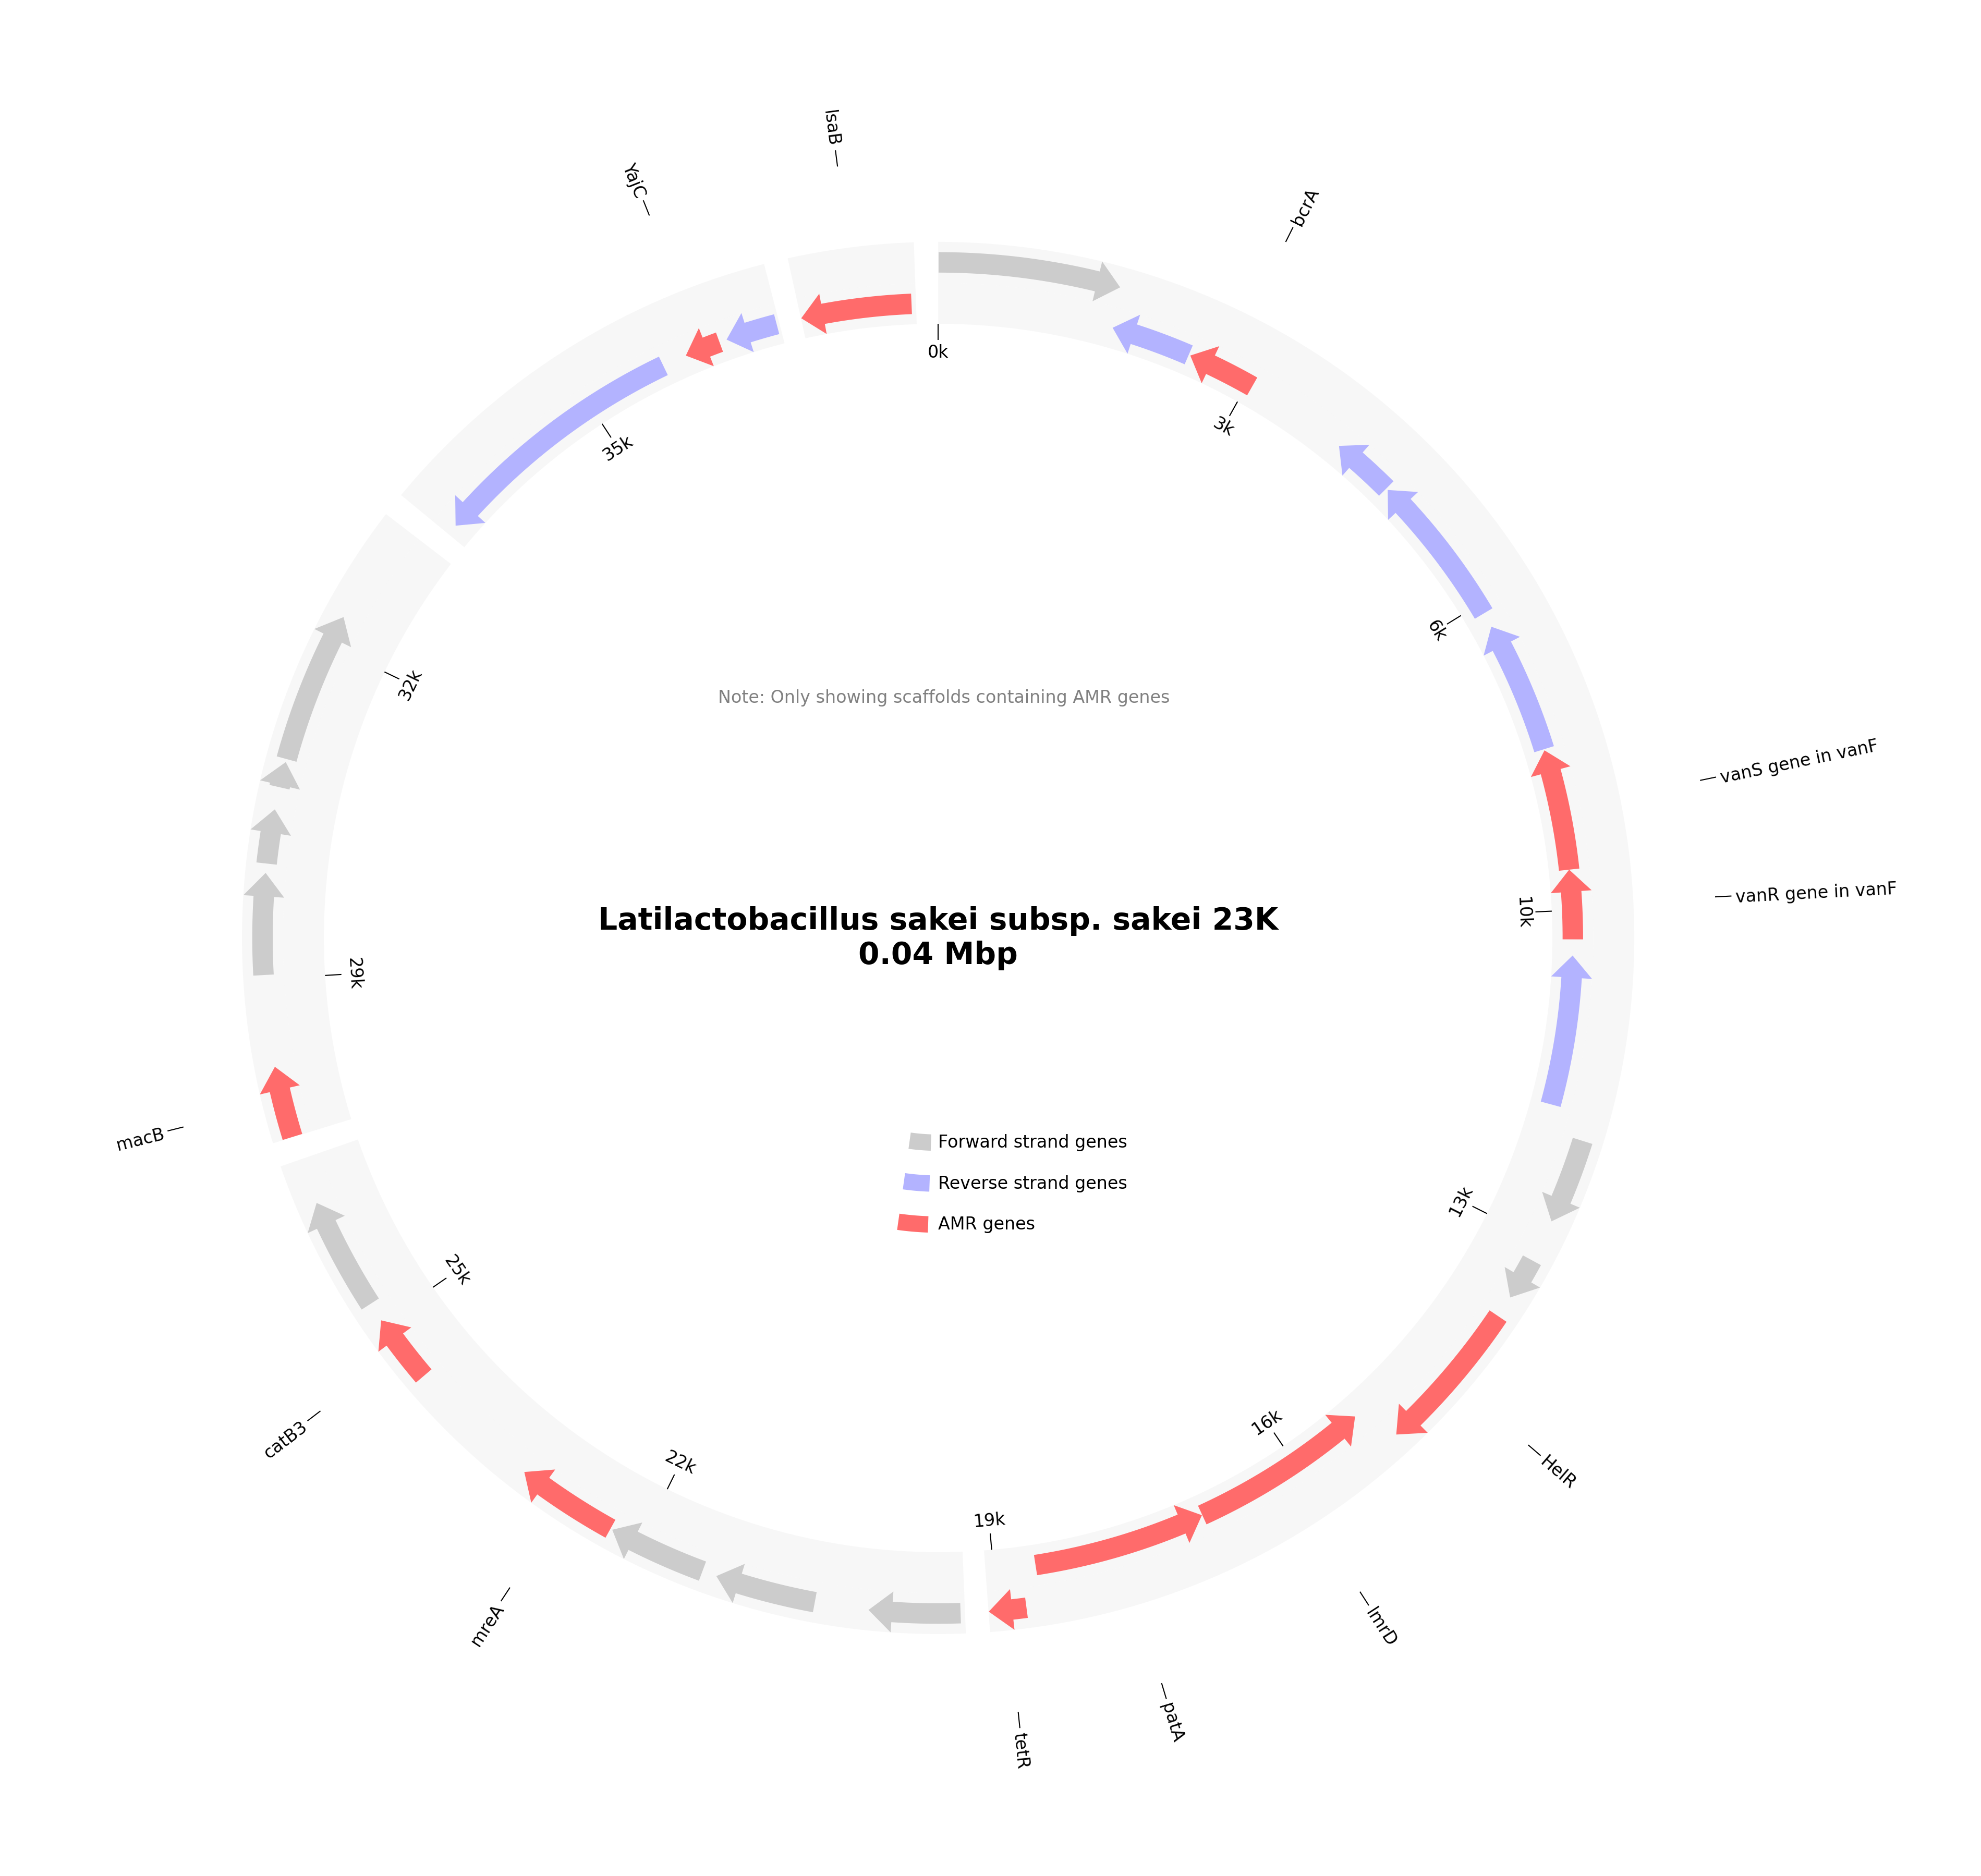 lsaB
YajC
bcrA
0k
3k
35k
6k
32k
Note: Only showing scaffolds containing AMR genes
vanS gene in vanF
vanR gene in vanF
10k
Latilactobacillus sakei subsp. sakei 23K
0.04 Mbp
29k
macB
Forward strand genes
Reverse strand genes
AMR genes
13k
25k
catB3
16k
HelR
22k
19k
mreA
lmrD
patA
tetR